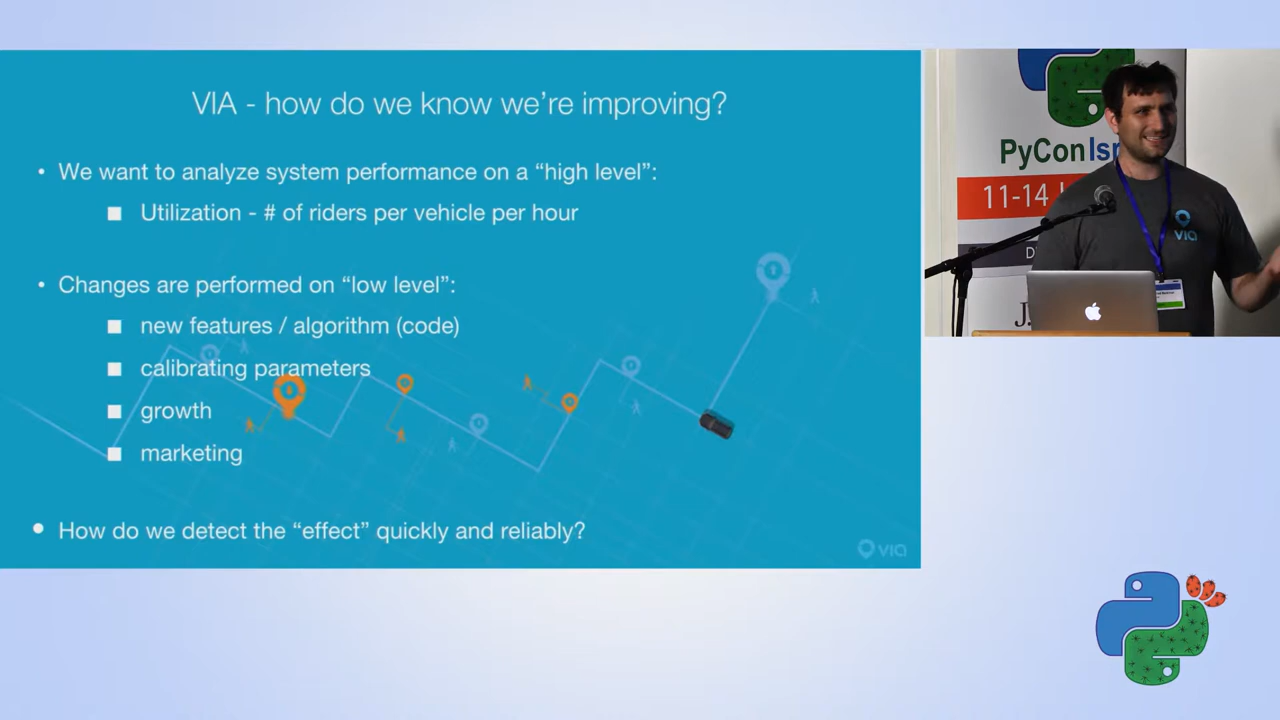 VIA - how do we know we're improving?
• We want to analyze system performance on a “high level”:
■ Utilization - # of riders per vehicle per hour
• Changes are performed on “low level”:
■ new features / algorithm (code)
■ calibrating parameters
■ growth
■ marketing
• How do we detect the “effect” quickly and reliably?
via
PyCon Isr
11-14
via